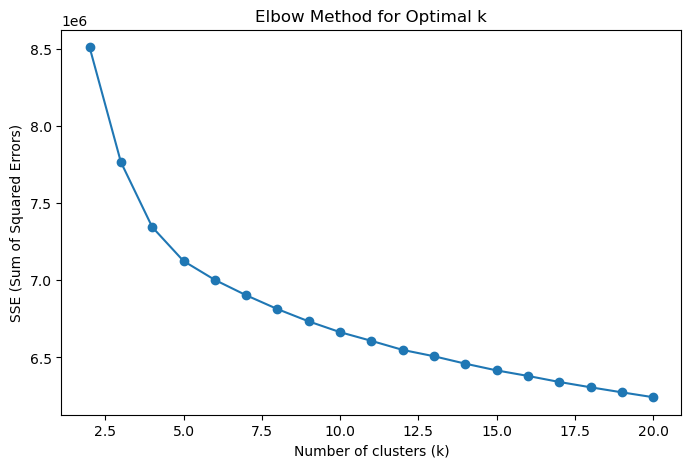 Elbow Method for Optimal k
1e6
8.5
8.0
7.5
7.0
6.5
SSE (Sum of Squared Errors)
2.5 5.0 7.5 10.0 12.5 15.0 17.5 20.0
Number of clusters (k)